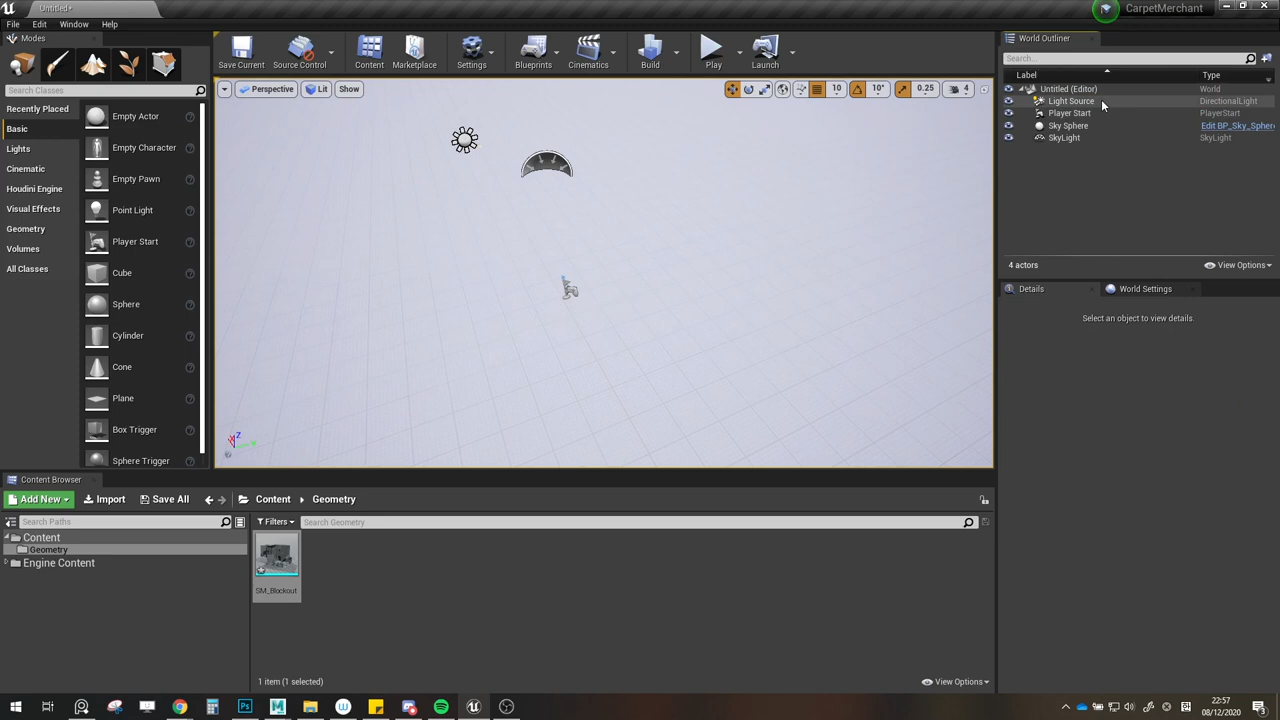 Untitled*
CarpetMerchant
File Edit Window Help
Modes
Search Classes
Recently Placed
Basic
Lights
Cinematic
Houdini Engine
Visual Effects
Geometry
Volumes
All Classes
Empty Actor
Empty Character
Empty Pawn
Point Light
Player Start
Cube
Sphere
Cylinder
Cone
Plane
Box Trigger
Sphere Trigger
Save Current Source Control Content Marketplace Settings Blueprints Cinematics Build Play Launch
Perspective Lit Show
10 10° 0.25 4
Z
World Outliner
Search...
Label Type
Untitled (Editor) World
Light Source DirectionalLight
Player Start PlayerStart
Sky Sphere Edit BP_Sky_Sphere
SkyLight SkyLight
4 actors View Options
Details World Settings
Select an object to view details.
Content Browser
Add New Import Save All Content Geometry
Search Paths
Filters Search Geometry
Content
Geometry
Engine Content
SM_Blockout
1 item (1 selected) View Options
22:57
08/12/2020